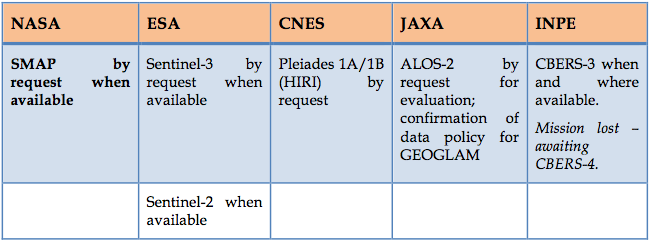 NASA
ESA
CNES
JAXA
INPE
SMAP by
request when
available
Sentinel-3 by
request when
available
Pleiades 1A/1B
(HIRI) by
request
ALOS-2 by
request for
evaluation;
confirmation of
data policy for
GEOGLAM
CBERS-3 when
and where
available.
Mission lost –
awaiting
CBERS-4.
Sentinel-2 when
available